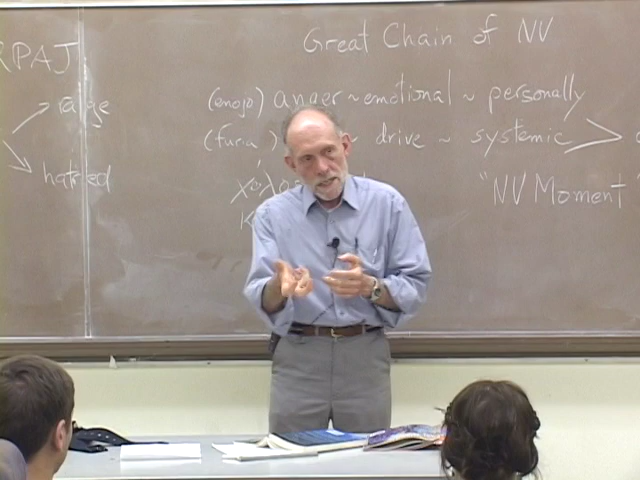 RPAJ
rage
hatred
Great Chain of NV
(enojo) anger ~ emotional ~ personally
(furia) ~ drive ~ systemic >
"NV Moment"